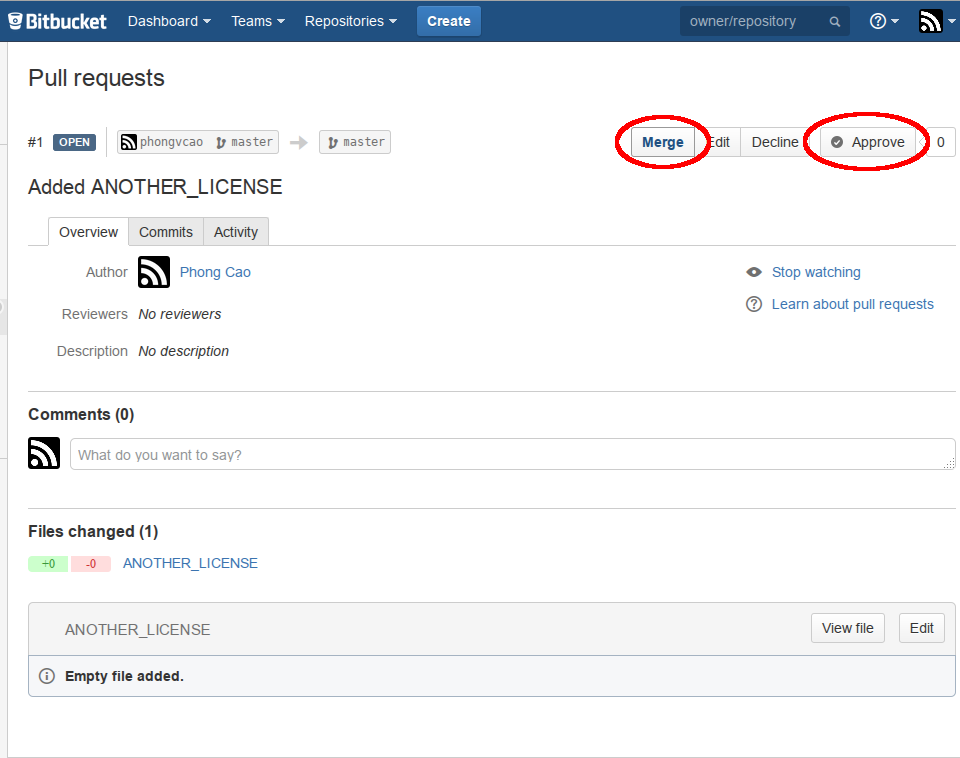 Bitbucket Dashboard Teams Repositories Create owner/repository
Pull requests
#1 OPEN phongvcao master master Merge Edit Decline Approve 0
Added ANOTHER_LICENSE
Overview Commits Activity
Author Phong Cao Stop watching
Learn about pull requests
Reviewers No reviewers
Description No description
Comments (0)
What do you want to say?
Files changed (1)
+0 -0 ANOTHER_LICENSE
ANOTHER_LICENSE View file Edit
Empty file added.